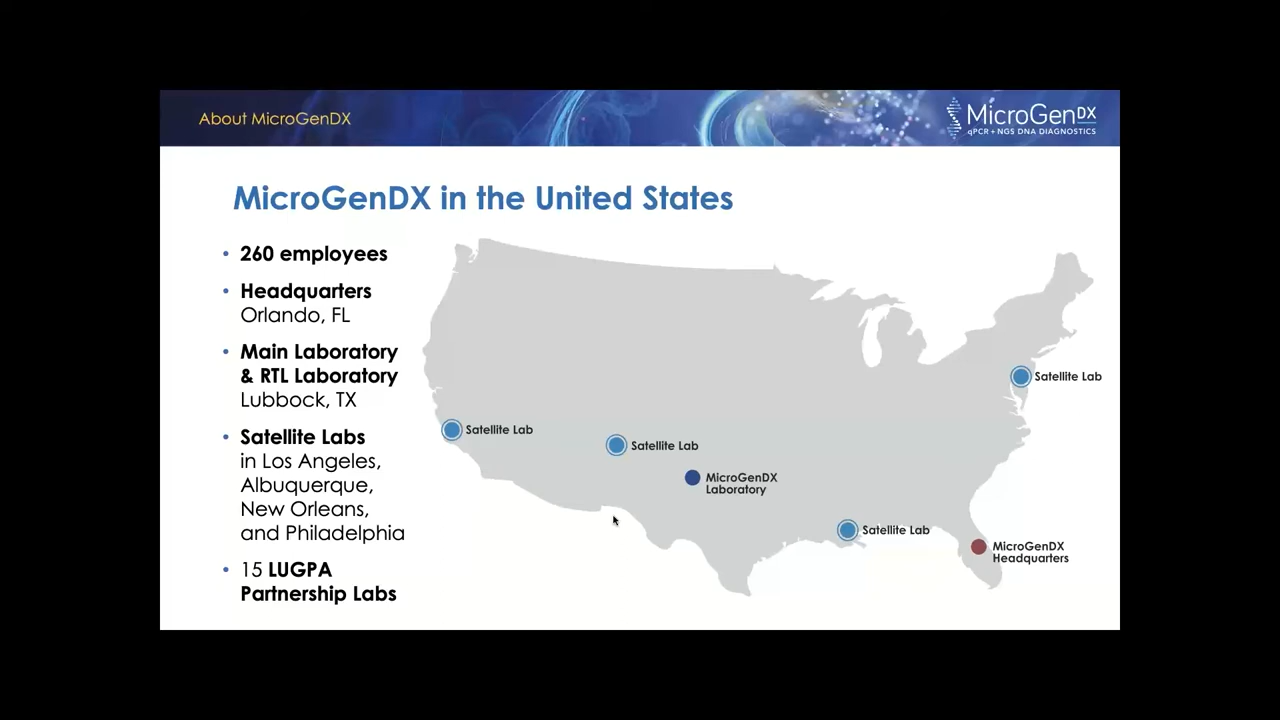 About MicroGenDX
MicroGenDX
qPCR + NGS DNA DIAGNOSTICS
MicroGenDX in the United States
• 260 employees
• Headquarters
Orlando, FL
• Main Laboratory
& RTL Laboratory
Lubbock, TX
• Satellite Labs
in Los Angeles,
Albuquerque,
New Orleans,
and Philadelphia
• 15 LUGPA
Partnership Labs
Satellite Lab
Satellite Lab
Satellite Lab
MicroGenDX
Laboratory
Satellite Lab
MicroGenDX
Headquarters